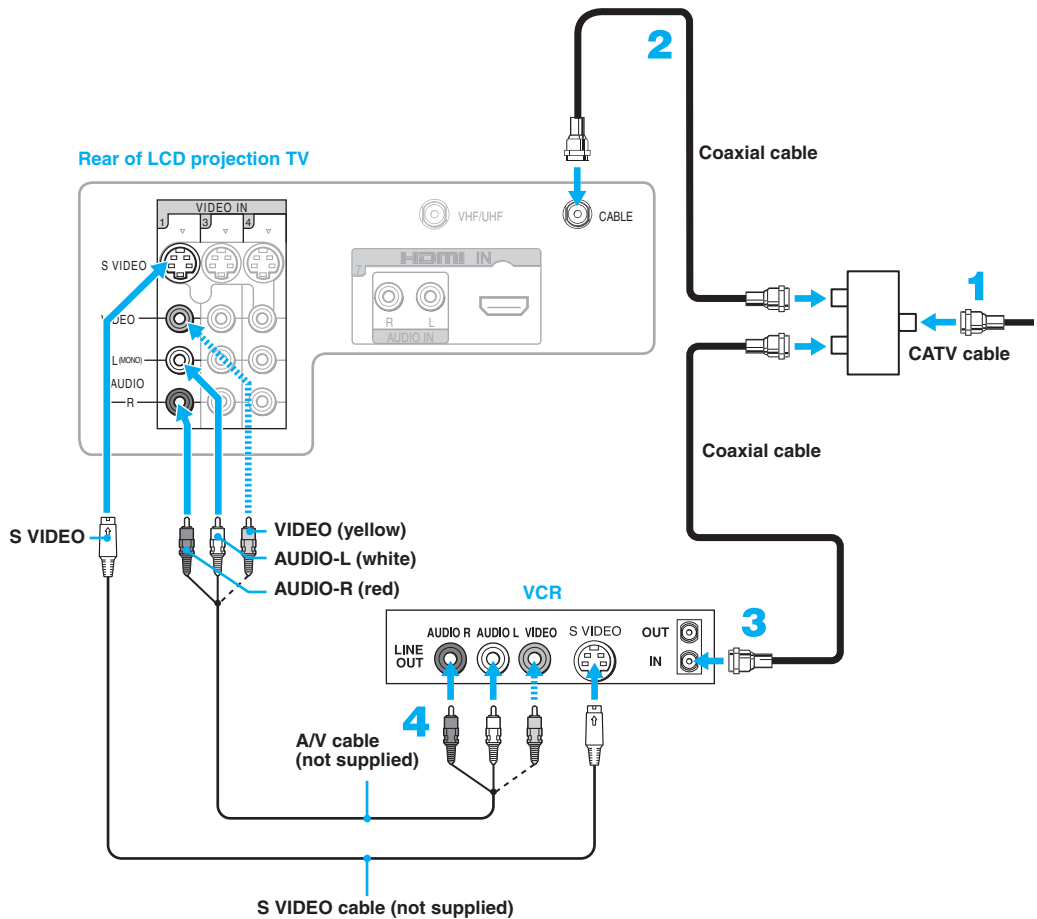 2
Coaxial cable
Rear of LCD projection TV
VIDEO IN
1 3 4
VHF/UHF
CABLE
S VIDEO
HDMI IN
7
VIDEO
R L
AUDIO IN
1
L (MONO)
CATV cable
AUDIO
R
Coaxial cable
S VIDEO
VIDEO (yellow)
AUDIO-L (white)
AUDIO-R (red)
VCR
AUDIO R AUDIO L VIDEO S VIDEO OUT
LINE
OUT
IN
3
4
A/V cable
(not supplied)
S VIDEO cable (not supplied)